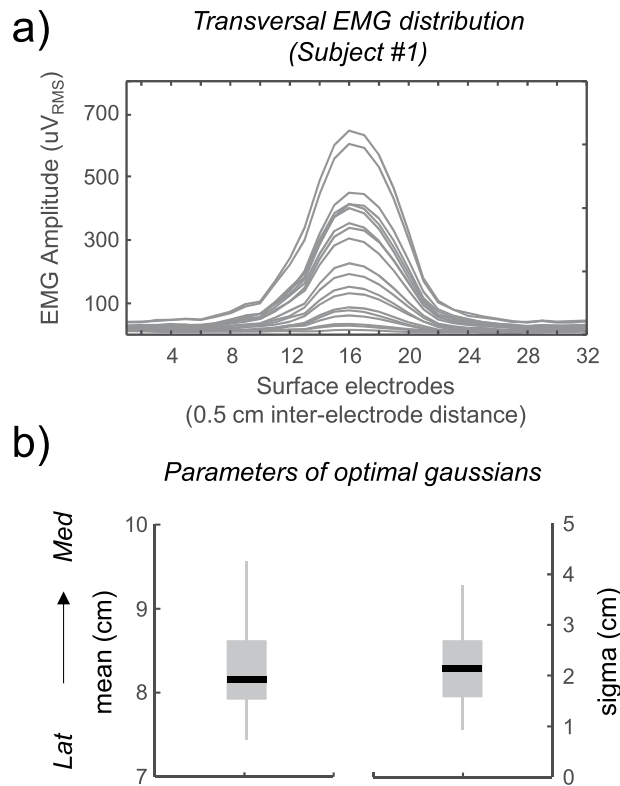 a)
Transversal EMG distribution
(Subject #1)
EMG Amplitude (uV_RMS)
700
500
300
100
4 8 12 16 20 24 28 32
Surface electrodes
(0.5 cm inter-electrode distance)
b)
Parameters of optimal gaussians
Lat
Med
mean (cm)
10
9
8
7
5
4
3
2
1
0
sigma (cm)